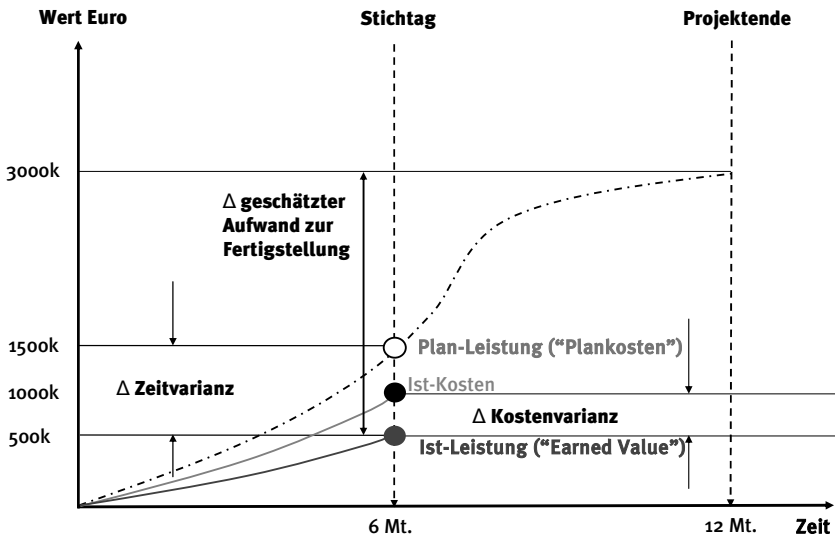 Wert Euro
Stichtag
Projektende
3000k
Δ geschätzter
Aufwand zur
Fertigstellung
1500k
Plan-Leistung (“Plankosten”)
Δ Zeitvarianz
1000k
Ist-Kosten
Δ Kostenvarianz
500k
Ist-Leistung (“Earned Value”)
6 Mt.
12 Mt.
Zeit